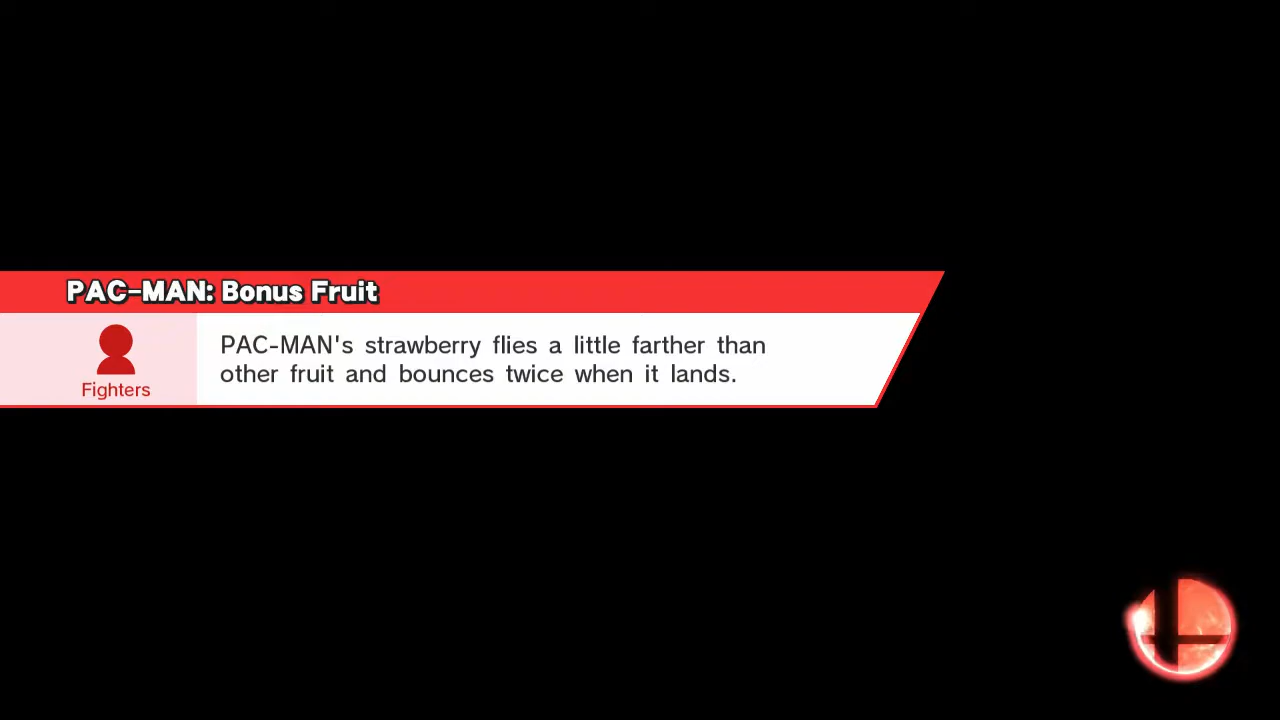 PAC-MAN: Bonus Fruit
Fighters
PAC-MAN's strawberry flies a little farther than
other fruit and bounces twice when it lands.